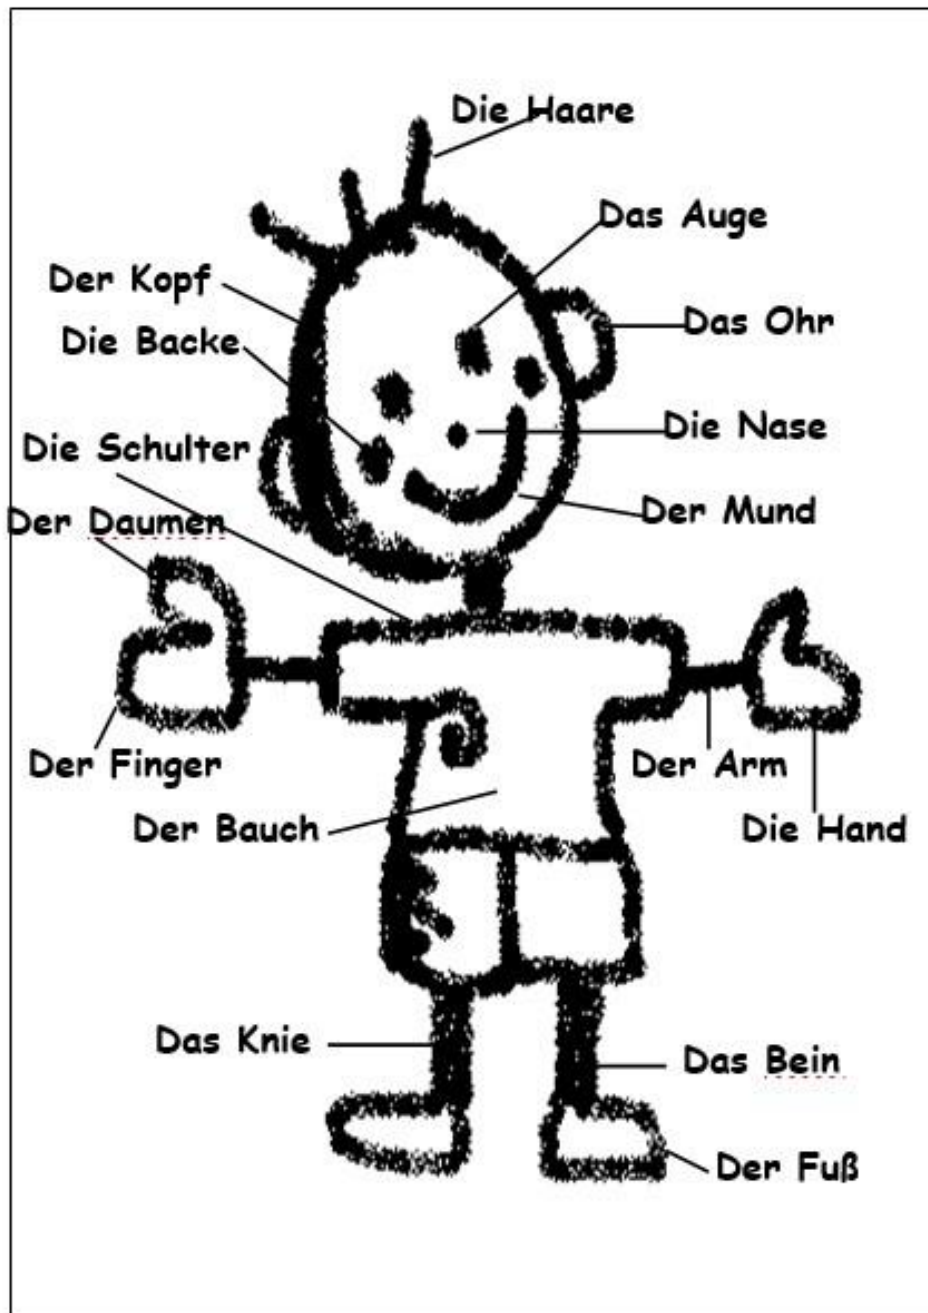 Die Haare
Das Auge
Der Kopf
Das Ohr
Die Backe
Die Nase
Die Schulter
Der Mund
Der Daumen
Der Finger
Der Arm
Der Bauch
Die Hand
Das Knie
Das Bein
Der Fuß